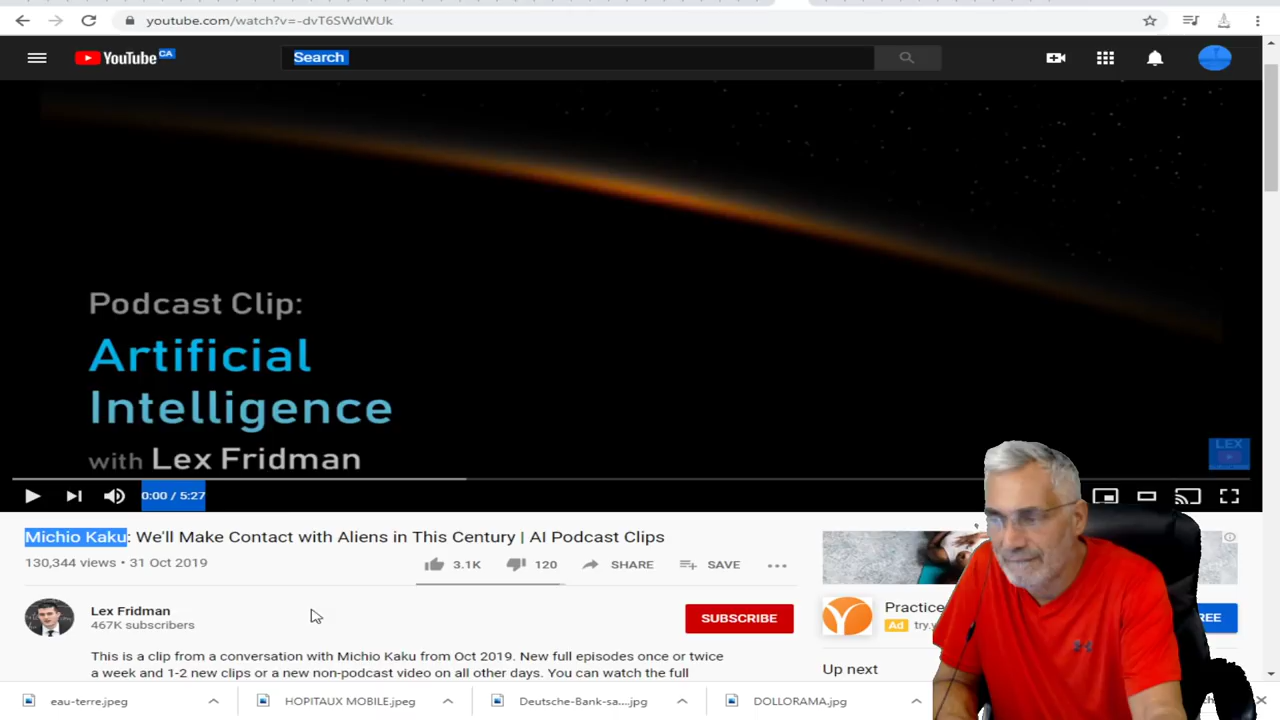 youtube.com/watch?v=-dvT6SWdWUk
YouTube CA
Search
Podcast Clip:
Artificial
Intelligence
with Lex Fridman
LEX
0:00 / 5:27
Michio Kaku: We'll Make Contact with Aliens in This Century | AI Podcast Clips
130,344 views • 31 Oct 2019
3.1K
120
SHARE
SAVE
Lex Fridman
467K subscribers
SUBSCRIBE
Practice
Ad try.y
REE
This is a clip from a conversation with Michio Kaku from Oct 2019. New full episodes once or twice
a week and 1-2 new clips or a new non-podcast video on all other days. You can watch the full
Up next
eau-terre.jpeg
HOPITAUX MOBILE.jpeg
Deutsche-Bank-sa....jpg
DOLLORAMA.jpg